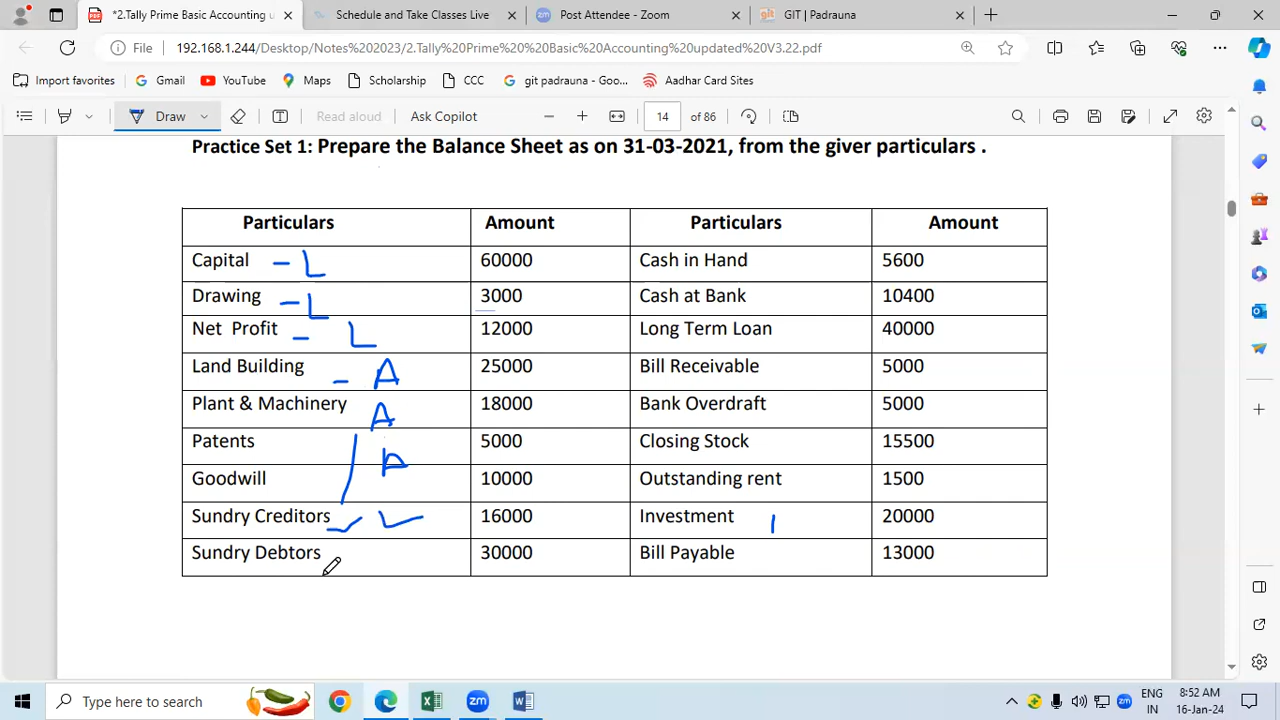 *2.Tally Prime Basic Accounting u
Schedule and Take Classes Live
Post Attendee - Zoom
GIT | Padrauna
File
192.168.1.244/Desktop/Notes%202023/2.Tally%20Prime%20%20Basic%20Accounting%20updated%20V3.22.pdf
Import favorites
Gmail
YouTube
Maps
Scholarship
CCC
git padrauna - Goo...
Aadhar Card Sites
Draw
Read aloud
Ask Copilot
14 of 86
Practice Set 1: Prepare the Balance Sheet as on 31-03-2021, from the giver particulars .
Particulars Amount Particulars Amount
Capital - L 60000 Cash in Hand 5600
Drawing - L 3000 Cash at Bank 10400
Net Profit - L 12000 Long Term Loan 40000
Land Building - A 25000 Bill Receivable 5000
Plant & Machinery A 18000 Bank Overdraft 5000
Patents 5000 Closing Stock 15500
Goodwill 10000 Outstanding rent 1500
Sundry Creditors 16000 Investment 20000
Sundry Debtors 30000 Bill Payable 13000
Type here to search
ENG
IN
8:52 AM
16-Jan-24